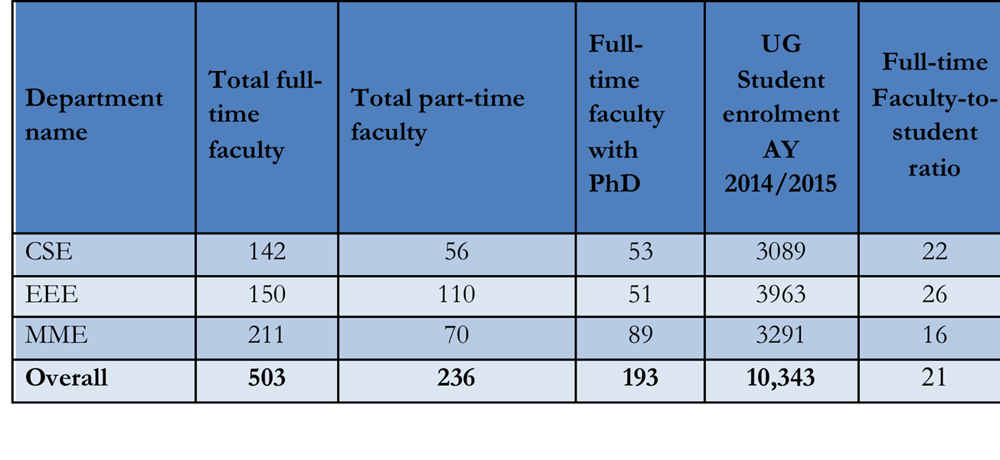 Department
name
Total full-
time
faculty
Total part-time
faculty
Full-
time
faculty
with
PhD
UG
Student
enrolment
AY
2014/2015
Full-time
Faculty-to-
student
ratio
CSE 142 56 53 3089 22
EEE 150 110 51 3963 26
MME 211 70 89 3291 16
Overall 503 236 193 10,343 21